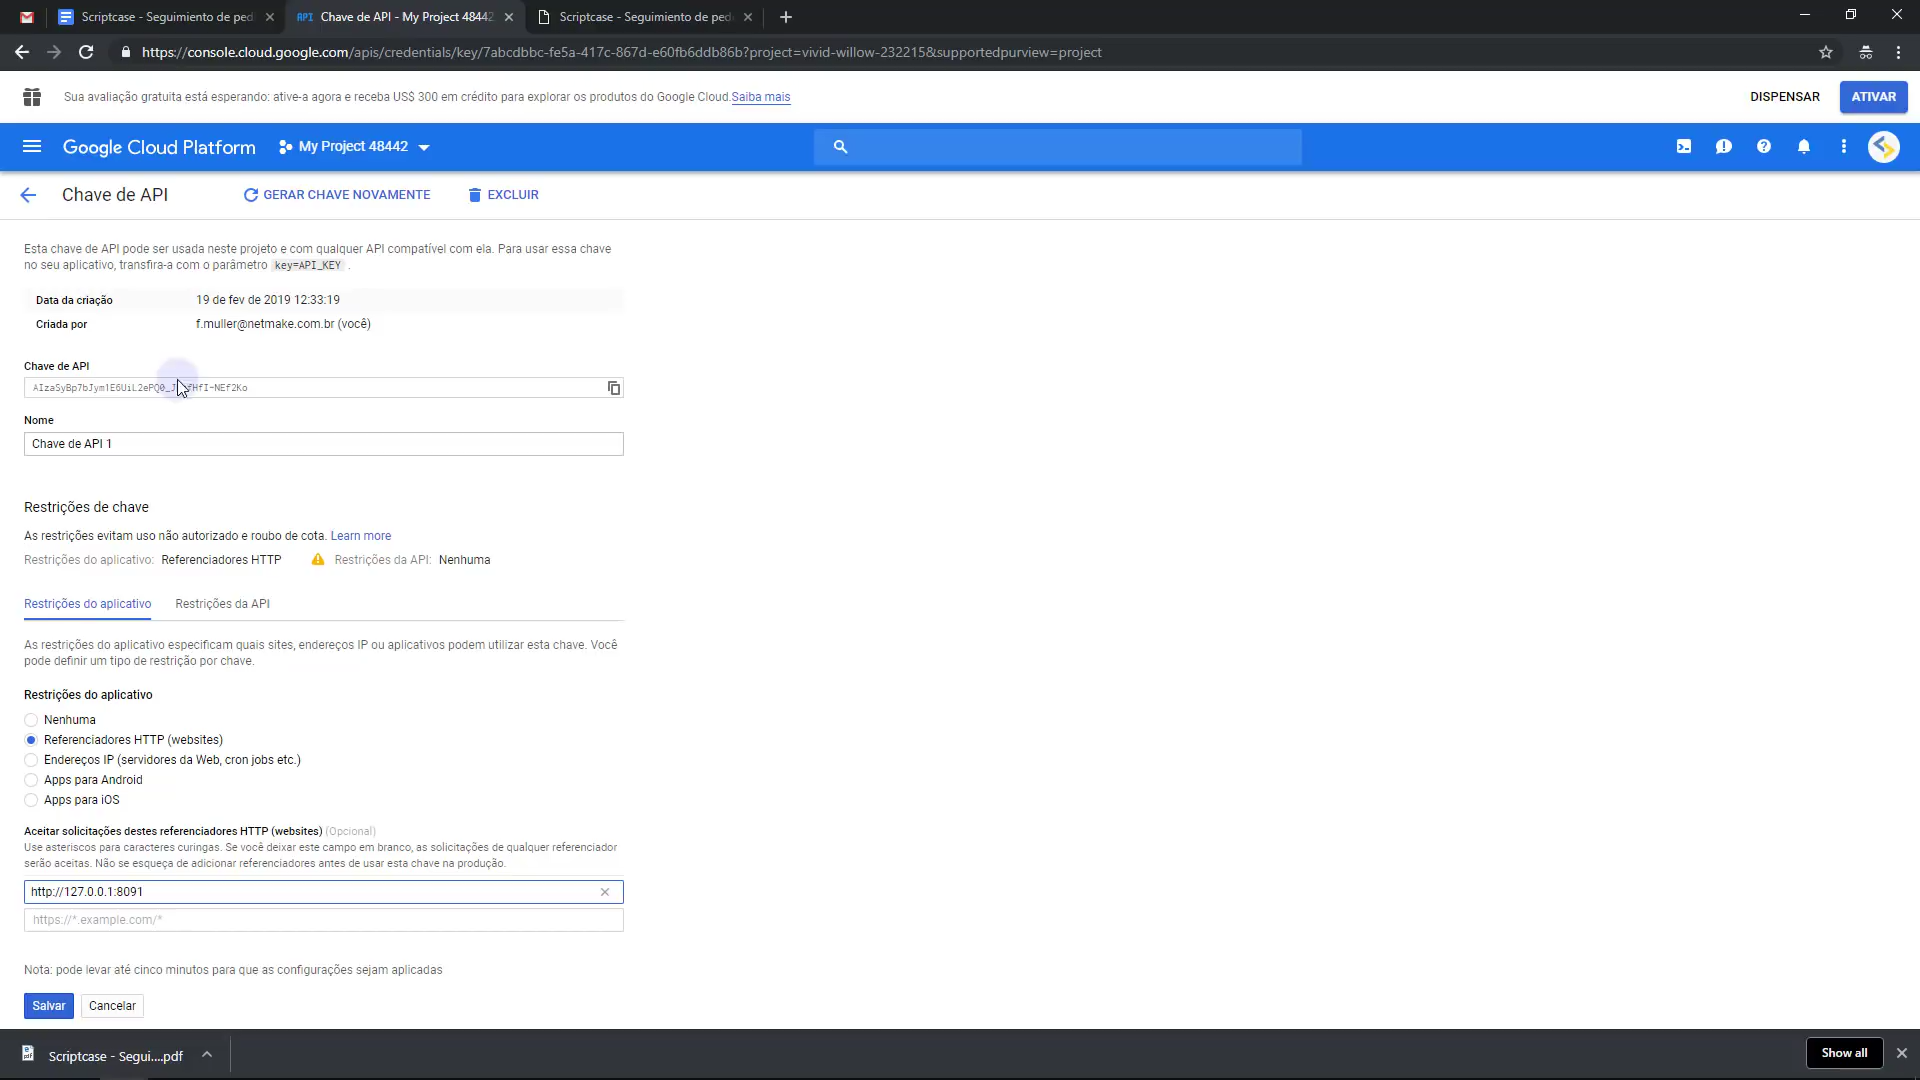 Scriptcase - Seguimiento de ped
Chave de API - My Project 48442
Scriptcase - Seguimiento de ped
https://console.cloud.google.com/apis/credentials/key/7abcdbbc-fe5a-417c-867d-e60fb6ddb86b?project=vivid-willow-232215&supportedpurview=project
Sua avaliação gratuita está esperando: ative-a agora e receba US$ 300 em crédito para explorar os produtos do Google Cloud. Saiba mais
DISPENSAR
ATIVAR
Google Cloud Platform
My Project 48442
Chave de API
GERAR CHAVE NOVAMENTE
EXCLUIR
Esta chave de API pode ser usada neste projeto e com qualquer API compatível com ela. Para usar essa chave
no seu aplicativo, transfira-a com o parâmetro key=API_KEY .
Data da criação 19 de fev de 2019 12:33:19
Criada por f.muller@netmake.com.br (você)
Chave de API
Nome
Chave de API 1
Restrições de chave
As restrições evitam uso não autorizado e roubo de cota. Learn more
Restrições do aplicativo: Referenciadores HTTP Restrições da API: Nenhuma
Restrições do aplicativo Restrições da API
As restrições do aplicativo especificam quais sites, endereços IP ou aplicativos podem utilizar esta chave. Você
pode definir um tipo de restrição por chave.
Restrições do aplicativo
Nenhuma
Referenciadores HTTP (websites)
Endereços IP (servidores da Web, cron jobs etc.)
Apps para Android
Apps para iOS
Aceitar solicitações destes referenciadores HTTP (websites) (Opcional)
Use asteriscos para caracteres curingas. Se você deixar este campo em branco, as solicitações de qualquer referenciador
serão aceitas. Não se esqueça de adicionar referenciadores antes de usar esta chave na produção.
http://127.0.0.1:8091
https://*.example.com/*
Nota: pode levar até cinco minutos para que as configurações sejam aplicadas
Salvar
Cancelar
Scriptcase - Segui....pdf
Show all